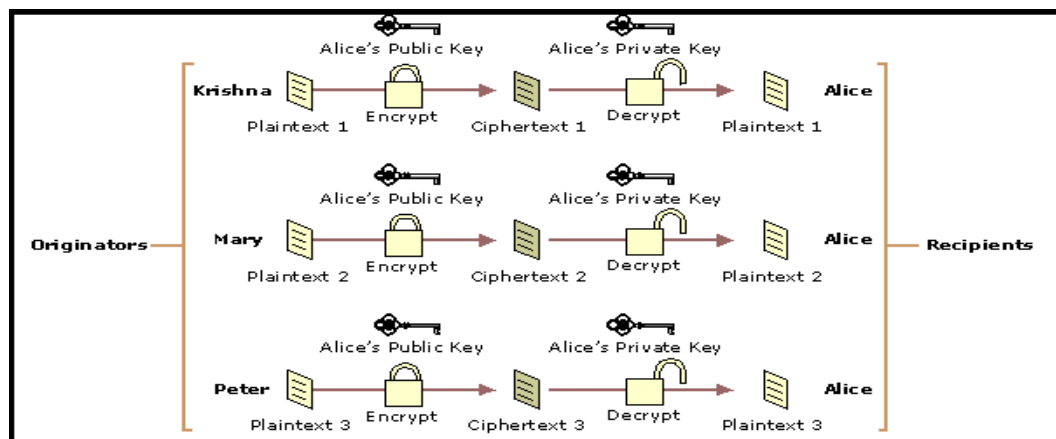 Alice's Public Key Alice's Private Key
Krishna Alice
Encrypt Decrypt
Plaintext 1 Ciphertext 1 Plaintext 1
Alice's Public Key Alice's Private Key
Originators Mary Alice Recipients
Encrypt Decrypt
Plaintext 2 Ciphertext 2 Plaintext 2
Alice's Public Key Alice's Private Key
Peter Alice
Encrypt Decrypt
Plaintext 3 Ciphertext 3 Plaintext 3